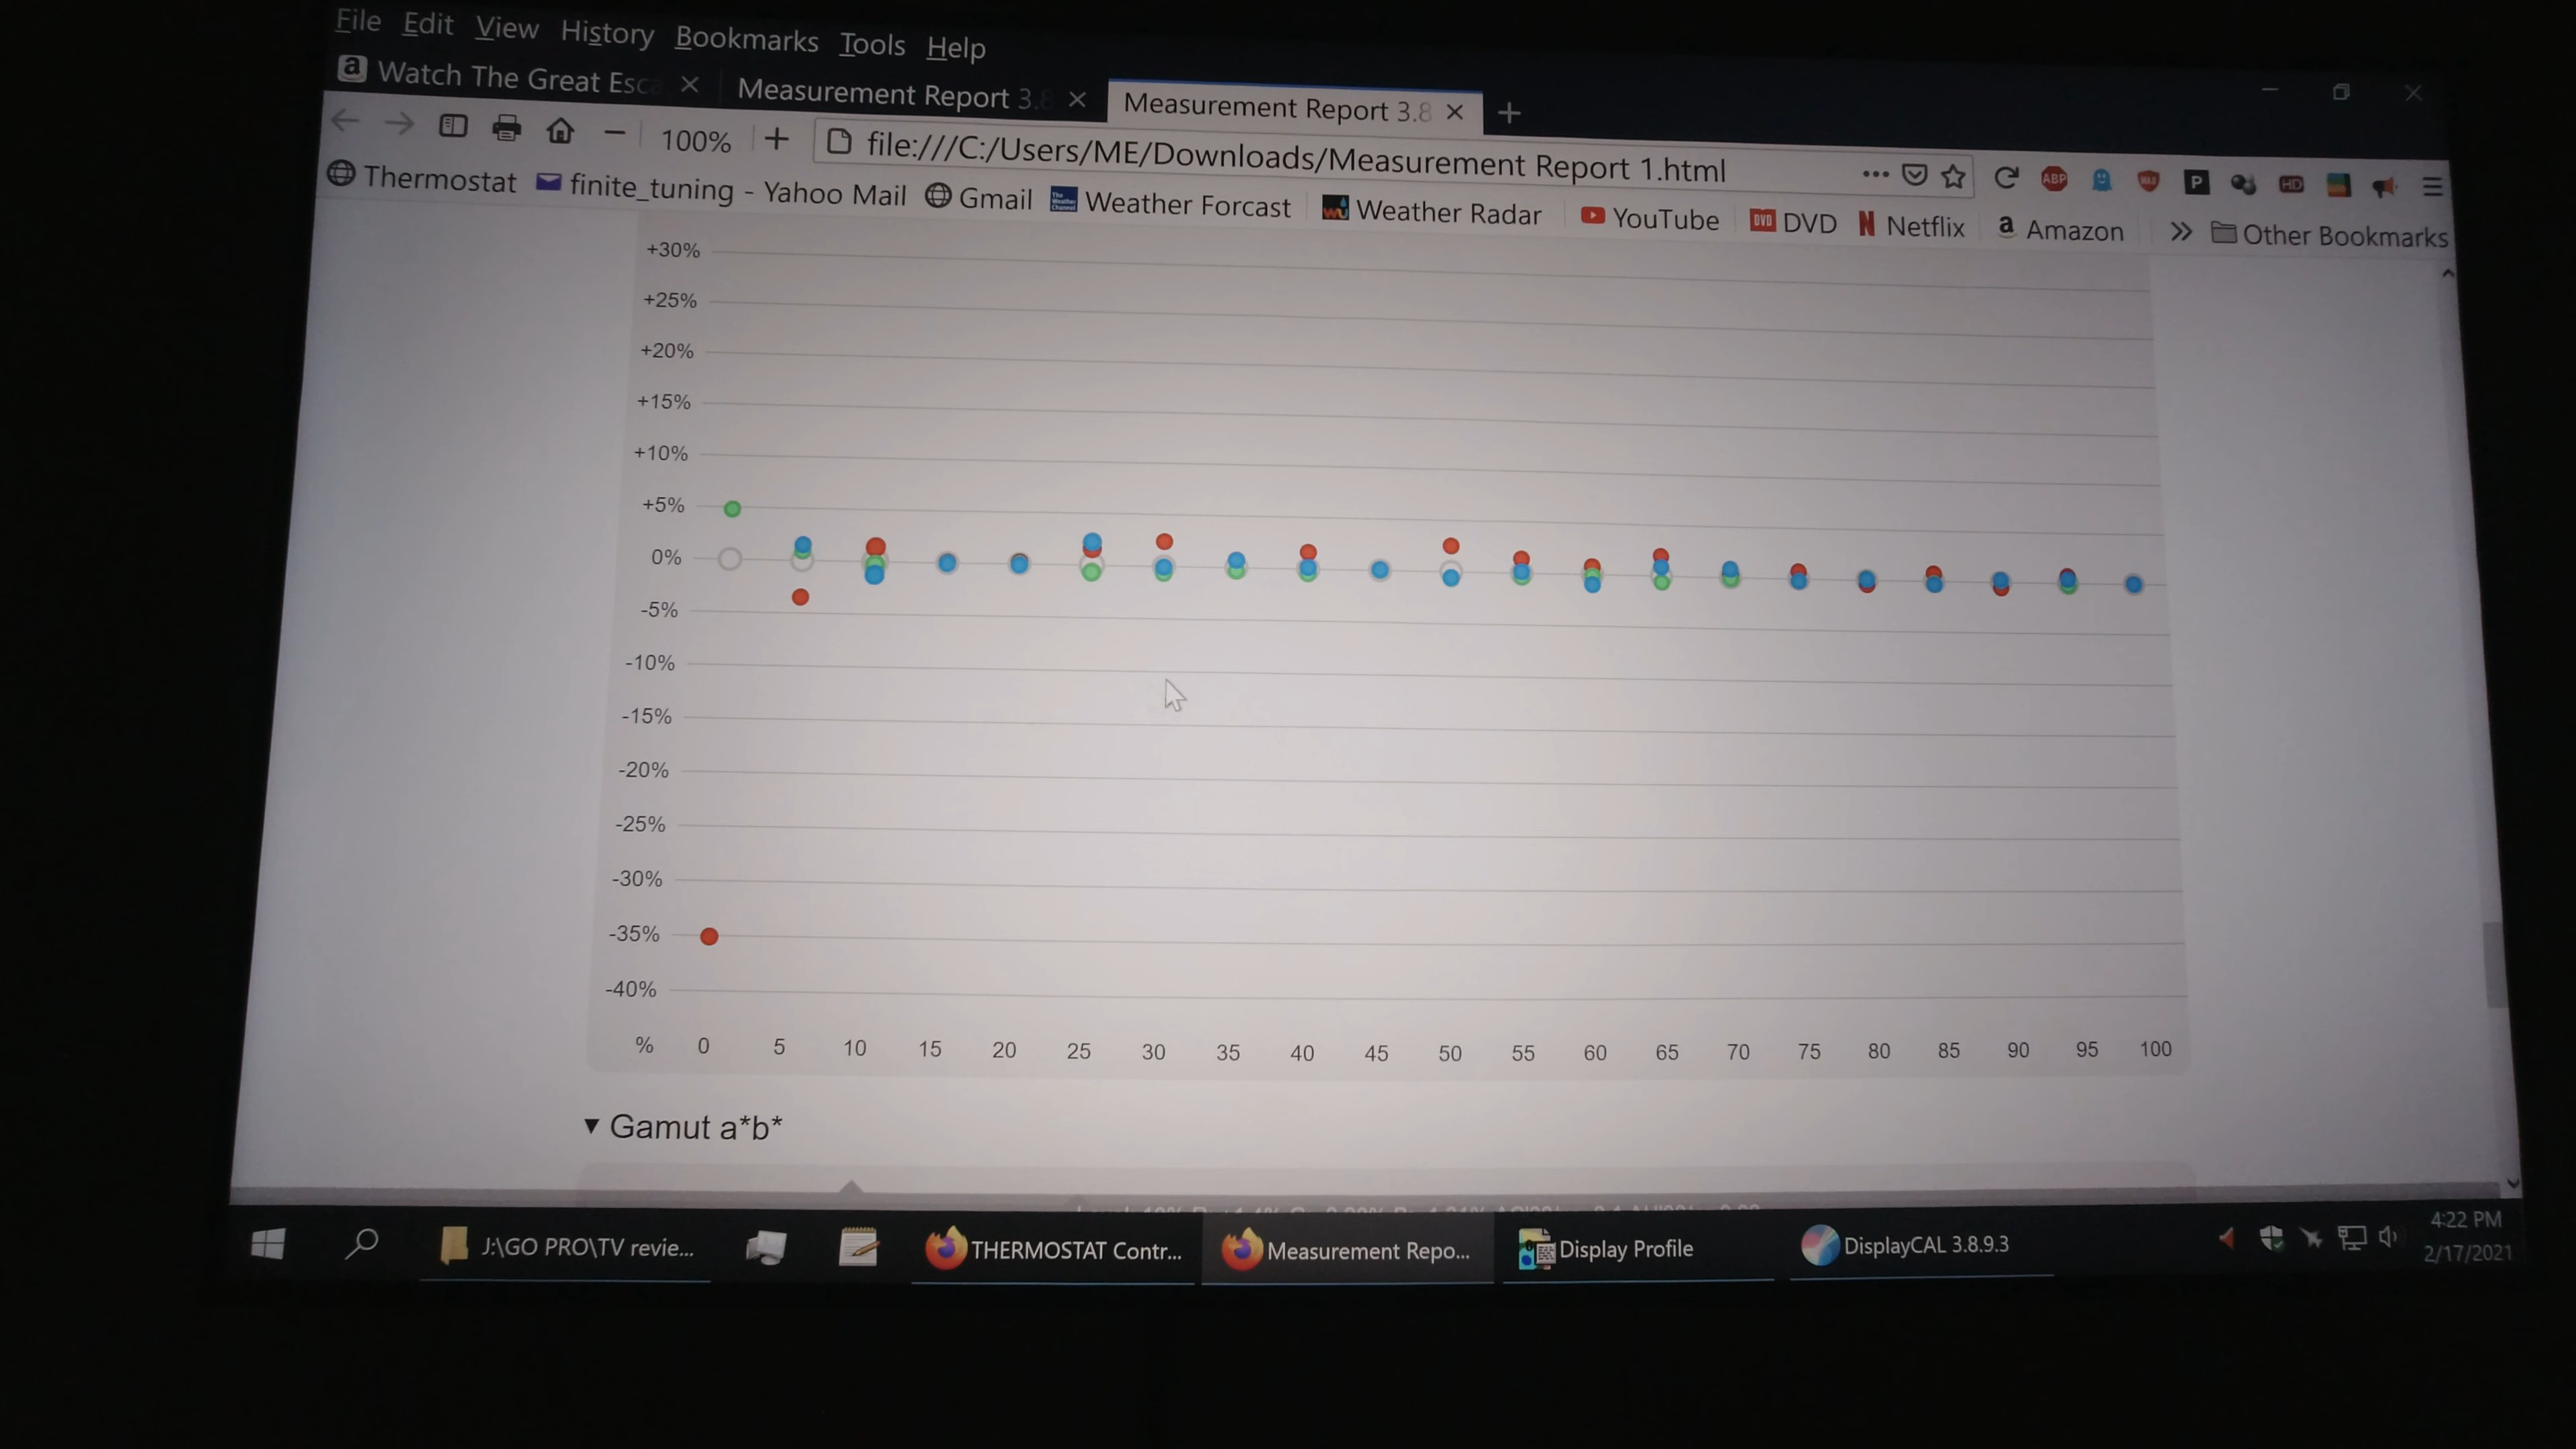 File Edit View History Bookmarks Tools Help
a Watch The Great Esca × Measurement Report 3.8 × Measurement Report 3.8 × +
100% file:///C:/Users/ME/Downloads/Measurement Report 1.html ABP P HD
Thermostat finite_tuning - Yahoo Mail Gmail Weather Forcast Weather Radar YouTube DVD DVD N Netflix a Amazon Other Bookmarks
+30%
+25%
+20%
+15%
+10%
+5%
0%
-5%
-10%
-15%
-20%
-25%
-30%
-35%
-40%
% 0 5 10 15 20 25 30 35 40 45 50 55 60 65 70 75 80 85 90 95 100
▼ Gamut a*b*
J:\GO PRO\TV revie... THERMOSTAT Contr... Measurement Repo... Display Profile DisplayCAL 3.8.9.3
4:22 PM
2/17/2021